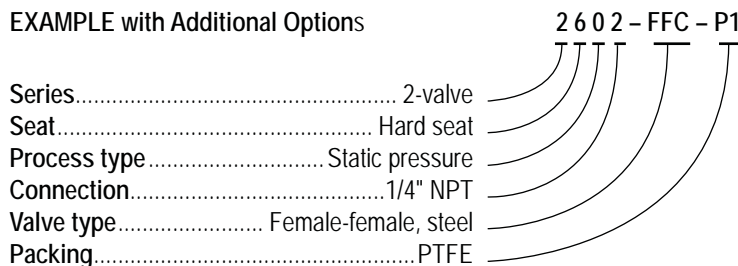 EXAMPLE with Additional Options 2 6 0 2 – FFC – P1
Series..................................................... 2-valve
Seat.................................................... Hard seat
Process type............................. Static pressure
Connection..........................................1/4" NPT
Valve type........................ Female-female, steel
Packing.....................................................PTFE